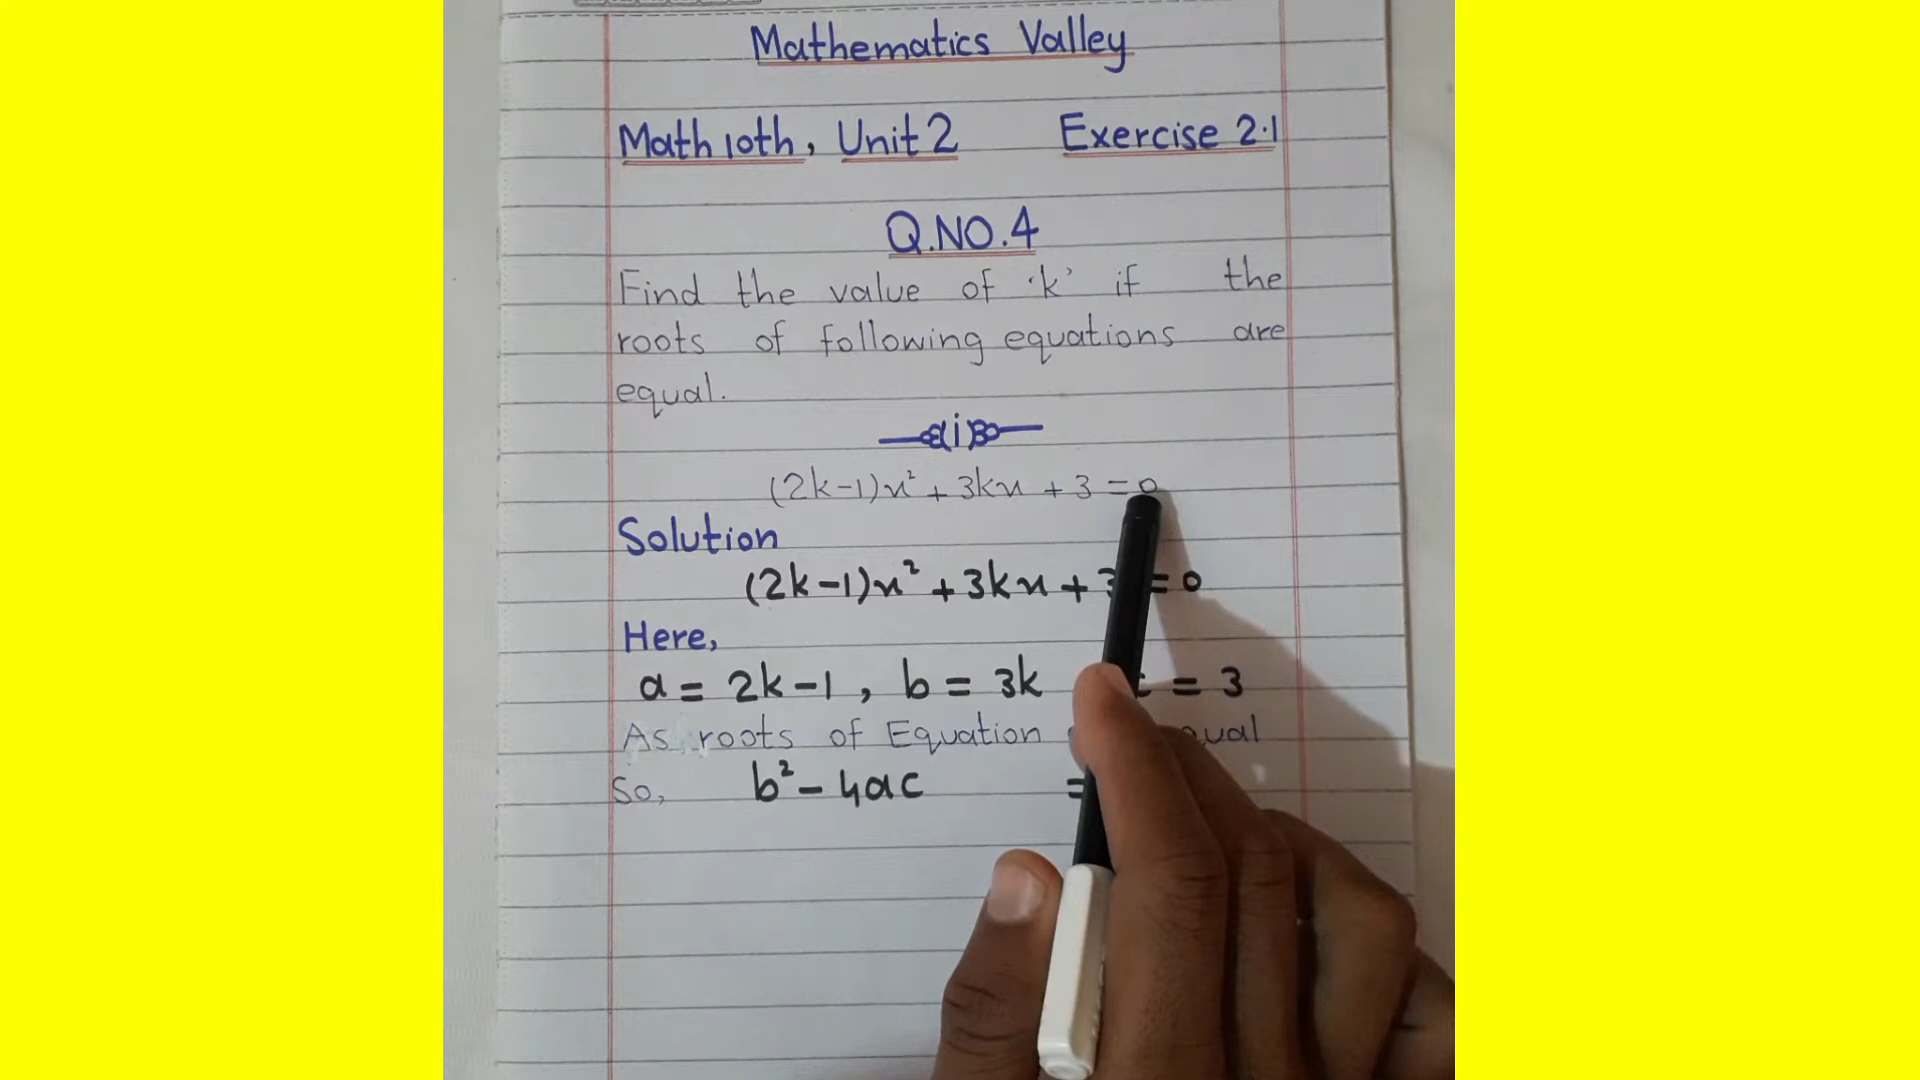 Mathematics Valley
Math 10th, Unit 2 Exercise 2.1
Q.NO.4
Find the value of 'k' if the
roots of following equations are
equal.
(i)
(2k-1)x² + 3kx + 3 = 0
Solution
(2k-1)x² + 3kx + = 0
Here,
a = 2k-1, b = 3k = 3
As roots of Equation
So, b² - 4ac =